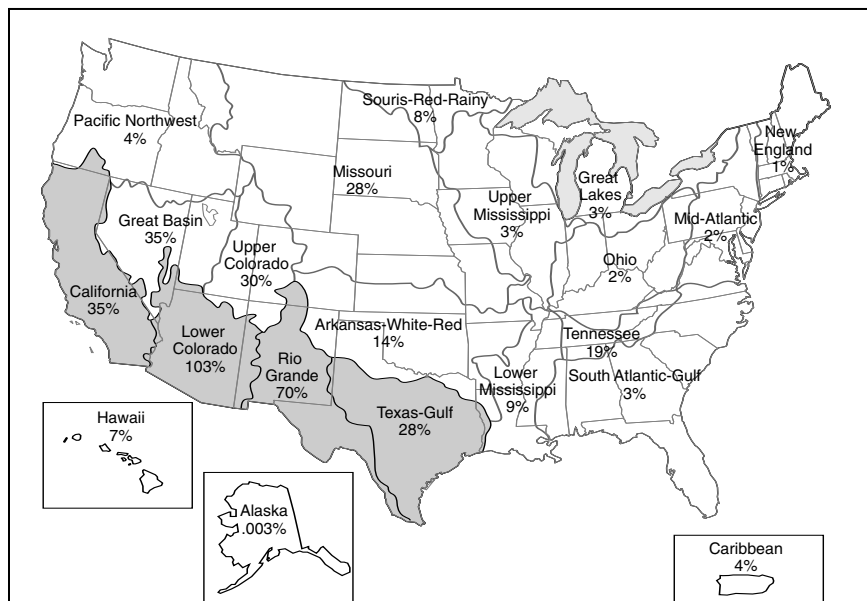 Souris-Red-Rainy
8%
Pacific Northwest
4%
New
England
1%
Missouri
28%
Great
Lakes
3%
Upper
Mississippi
3%
Great Basin
35%
Mid-Atlantic
2%
Upper
Colorado
30%
Ohio
2%
California
35%
Lower
Colorado
103%
Arkansas-White-Red
14%
Tennessee
19%
Rio
Grande
70%
Lower
Mississippi
9%
South Atlantic-Gulf
3%
Texas-Gulf
28%
Hawaii
7%
Alaska
.003%
Caribbean
4%